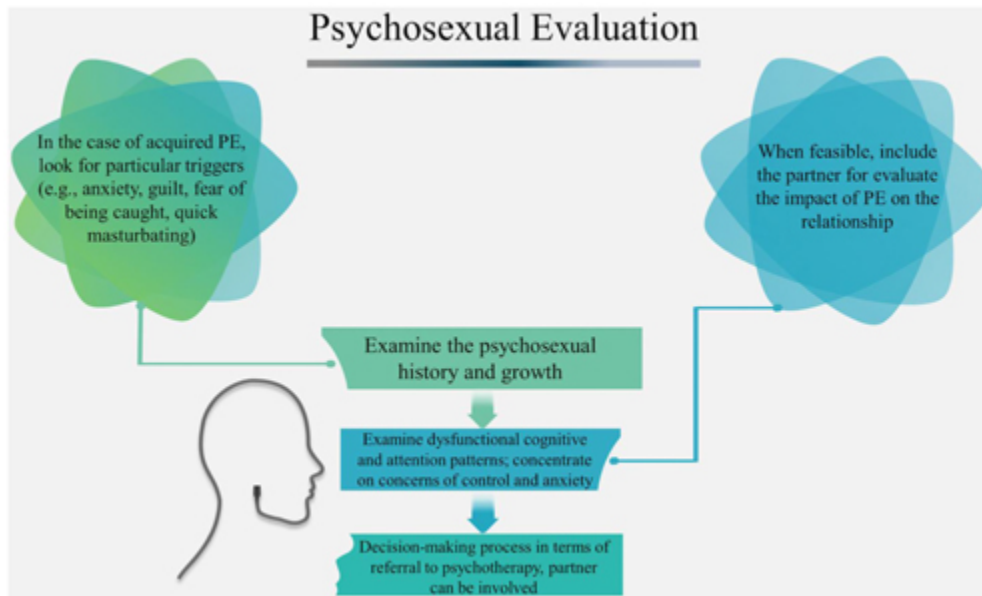 Psychosexual Evaluation
In the case of acquired PE,
look for particular triggers
(e.g., anxiety, guilt, fear of
being caught, quick
masturbating)
When feasible, include
the partner for evaluate
the impact of PE on the
relationship
Examine the psychosexual
history and growth
Examine dysfunctional cognitive
and attention patterns; concentrate
on concerns of control and anxiety
Decision-making process in terms of
referral to psychotherapy, partner
can be involved